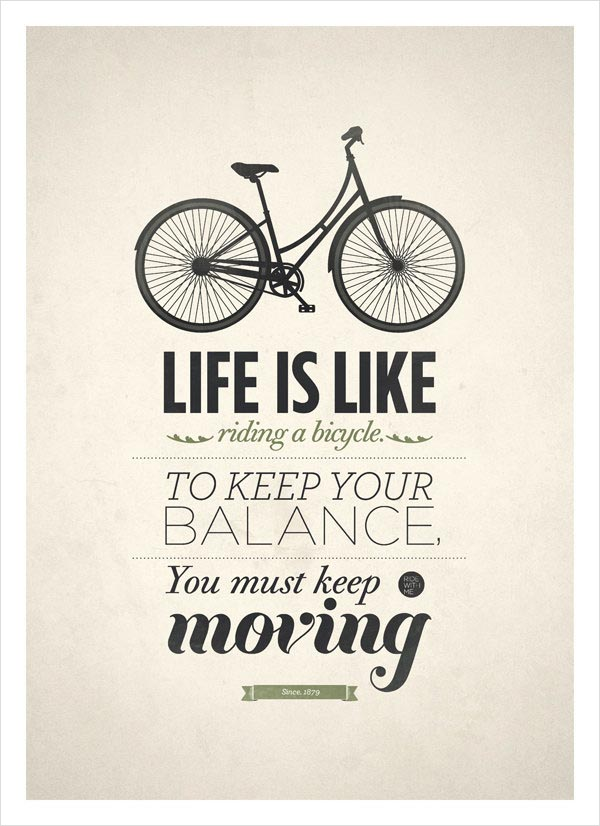 LIFE IS LIKE
riding a bicycle.
TO KEEP YOUR
BALANCE,
You must keep
RIDE
WITH
ME
moving
Since, 1879